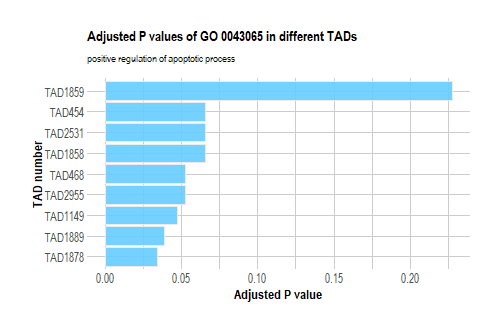 Adjusted P values of GO 0043065 in different TADs
positive regulation of apoptotic process
TAD1859
TAD454
TAD2531
TAD1858
TAD468
TAD2955
TAD1149
TAD1889
TAD1878
TAD number
0.00 0.05 0.10 0.15 0.20
Adjusted P value